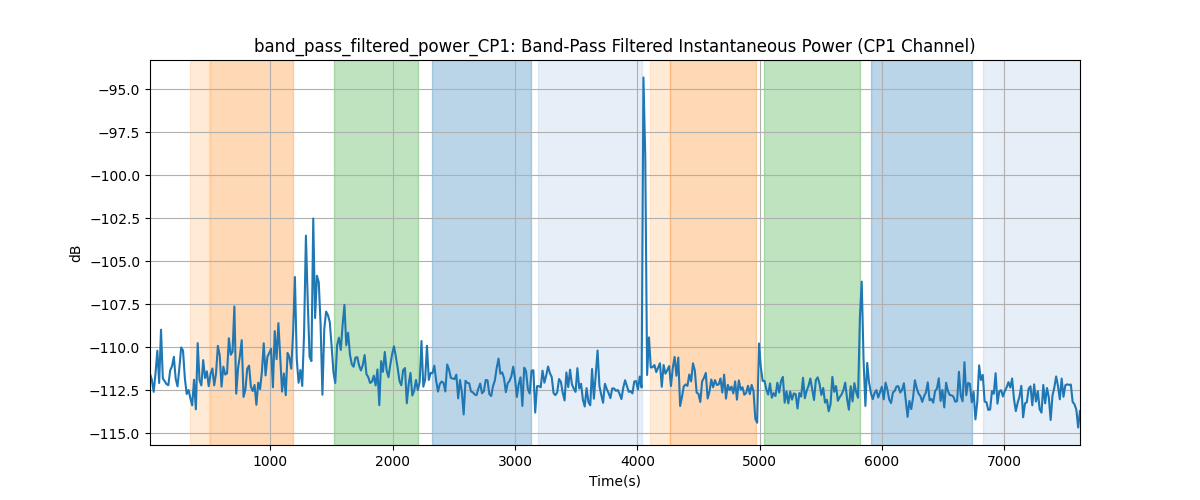 band_pass_filtered_power_CP1: Band-Pass Filtered Instantaneous Power (CP1 Channel)
−95.0
−97.5
−100.0
−102.5
−105.0
−107.5
−110.0
−112.5
−115.0
dB
1000 2000 3000 4000 5000 6000 7000
Time(s)